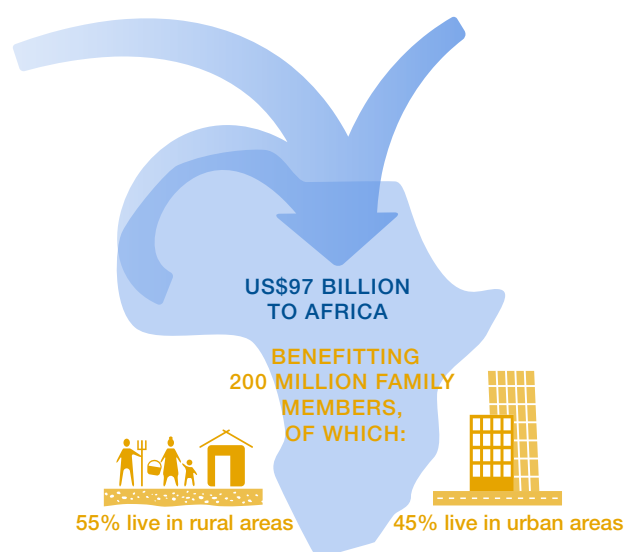 US$97 BILLION
TO AFRICA
BENEFITTING
200 MILLION FAMILY
MEMBERS,
OF WHICH:
55% live in rural areas
45% live in urban areas